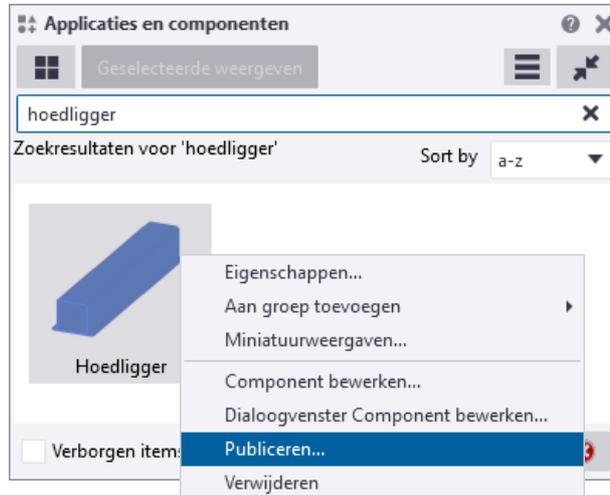 Applicaties en componenten
Geselecteerde weergeven
hoedligger
Zoekresultaten voor 'hoedligger'
Sort by a-z
Hoedligger
Eigenschappen...
Aan groep toevoegen
Miniatuurweergaven...
Component bewerken...
Dialoogvenster Component bewerken...
Publiceren...
Verwijderen
Verborgen items